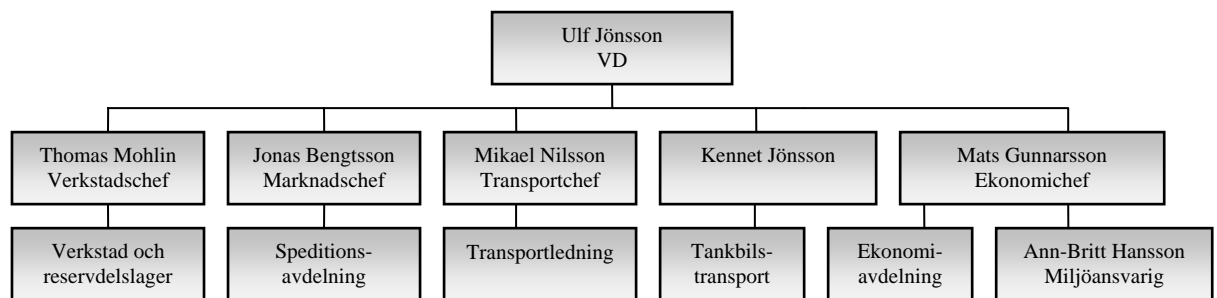 Ulf Jönsson
VD
Thomas Mohlin
Verkstadschef
Jonas Bengtsson
Marknadschef
Mikael Nilsson
Transportchef
Kennet Jönsson
Mats Gunnarsson
Ekonomichef
Verkstad och
reservdelslager
Speditions-
avdelning
Transportledning
Tankbils-
transport
Ekonomi-
avdelning
Ann-Britt Hansson
Miljöansvarig